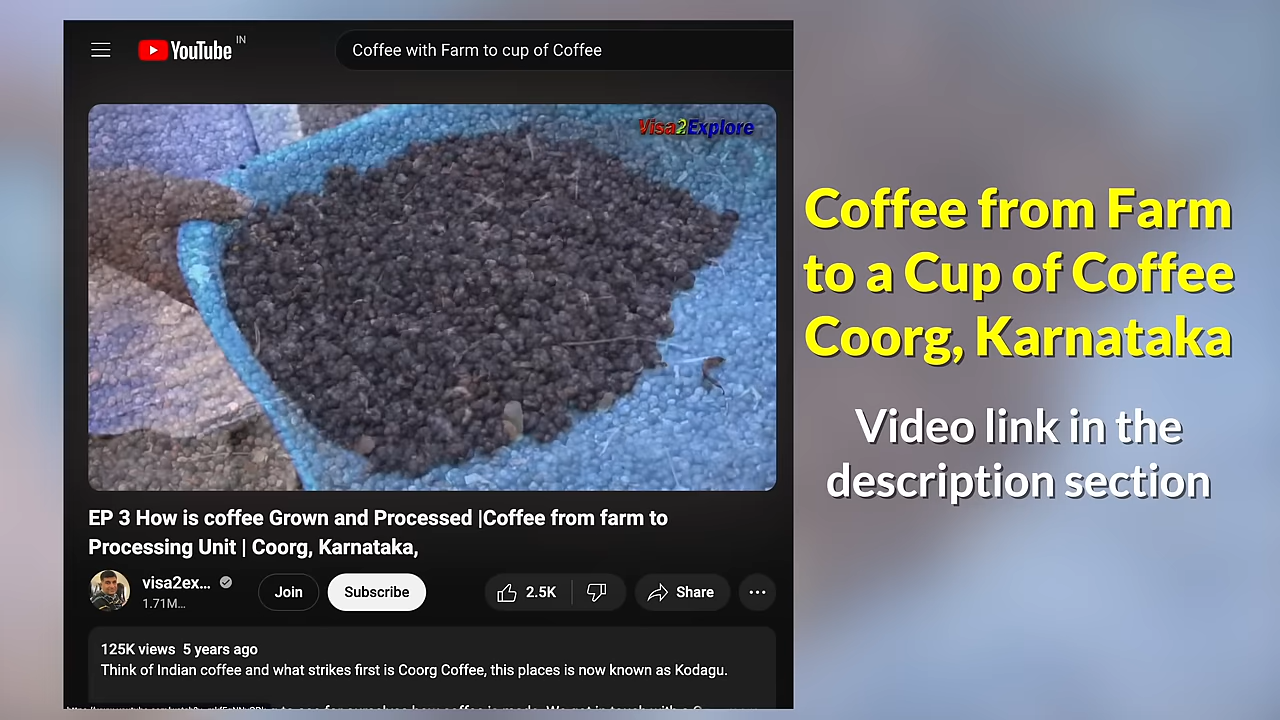 YouTube IN
Coffee with Farm to cup of Coffee
Visa2Explore
EP 3 How is coffee Grown and Processed |Coffee from farm to
Processing Unit | Coorg, Karnataka,
visa2ex...
1.71M...
Join
Subscribe
2.5K
Share
125K views 5 years ago
Think of Indian coffee and what strikes first is Coorg Coffee, this places is now known as Kodagu.
Coffee from Farm
to a Cup of Coffee
Coorg, Karnataka
Video link in the
description section